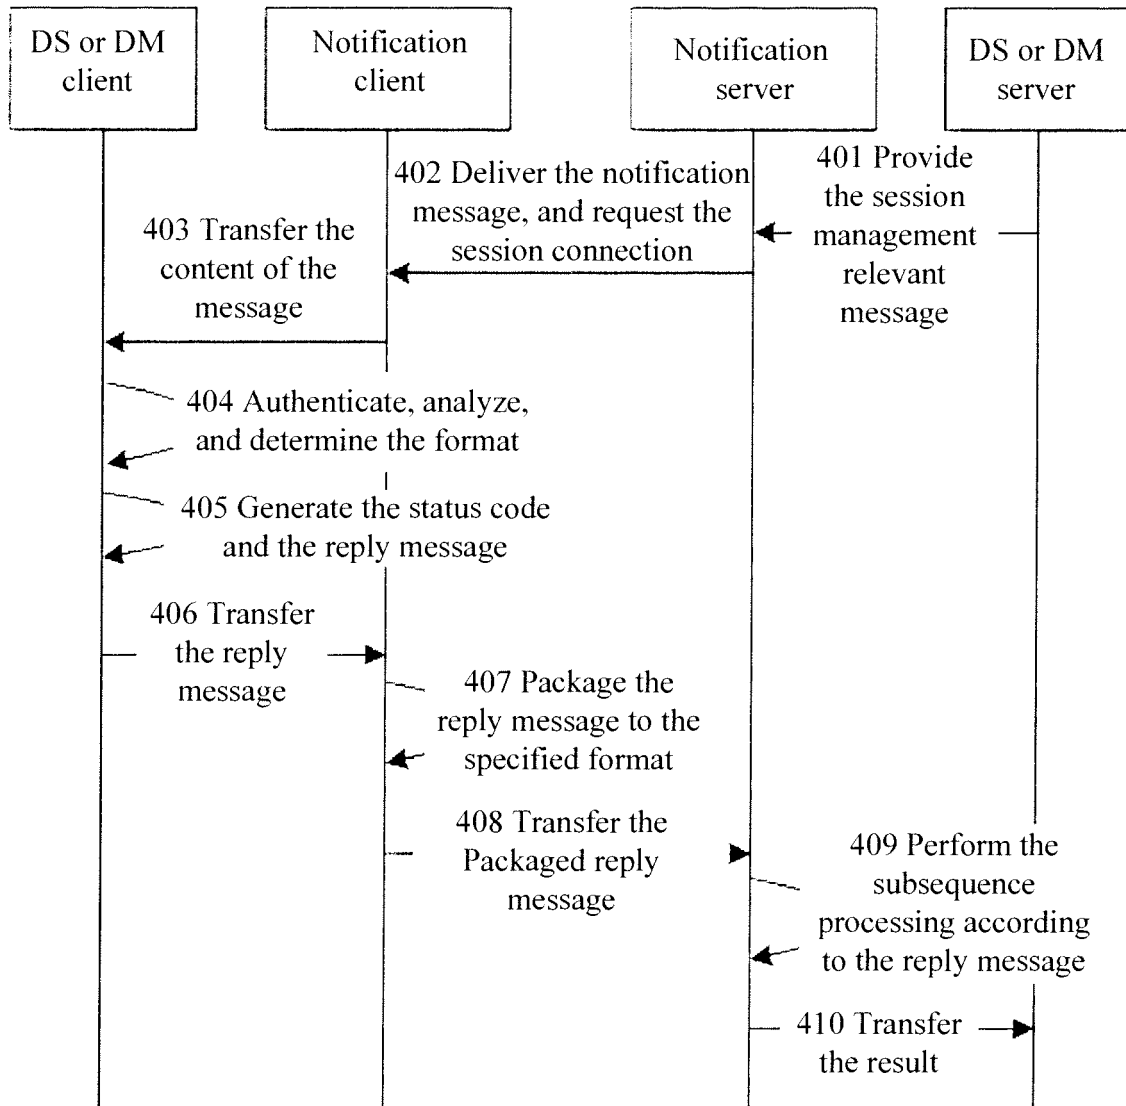 DS or DM
client
Notification
client
Notification
server
DS or DM
server
401 Provide
the session
management
relevant
message
402 Deliver the notification
message, and request the
session connection
403 Transfer the
content of the
message
404 Authenticate, analyze,
and determine the format
405 Generate the status code
and the reply message
406 Transfer
the reply
message
407 Package the
reply message to the
specified format
408 Transfer the
Packaged reply
message
409 Perform the
subsequence
processing according
to the reply message
410 Transfer
the result